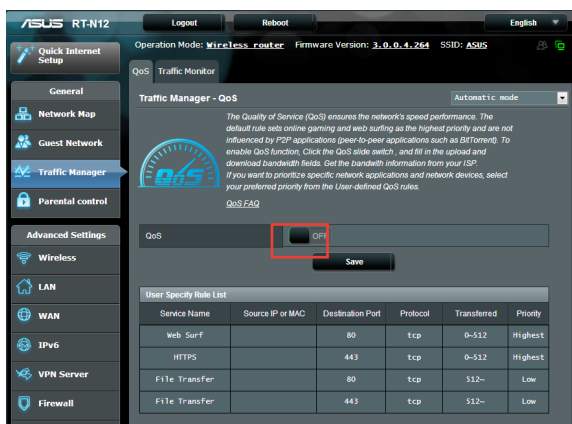 ASUS RT-N12 Logout Reboot English
Quick Internet
Setup
Operation Mode: Wireless router Firmware Version: 3.0.0.4.264 SSID: ASUS
QoS Traffic Monitor
General
Network Map
Guest Network
Traffic Manager
Parental control
Advanced Settings
Wireless
LAN
WAN
IPv6
VPN Server
Firewall
Traffic Manager - QoS Automatic mode
QoS
The Quality of Service (QoS) ensures the network's speed performance. The
default rule sets online gaming and web surfing as the highest priority and are not
influenced by P2P applications (peer-to-peer applications such as BitTorrent). To
enable QoS function, Click the QoS slide switch , and fill in the upload and
download bandwidth fields. Get the bandwith information from your ISP.
If you want to prioritize specific network applications and network devices, select
your preferred priority from the User-defined QoS rules.
QoS FAQ
QoS OFF
Save
User Specify Rule List
Service Name Source IP or MAC Destination Port Protocol Transferred Priority
Web Surf 80 tcp 0~512 Highest
HTTPS 443 tcp 0~512 Highest
File Transfer 80 tcp 512~ Low
File Transfer 443 tcp 512~ Low